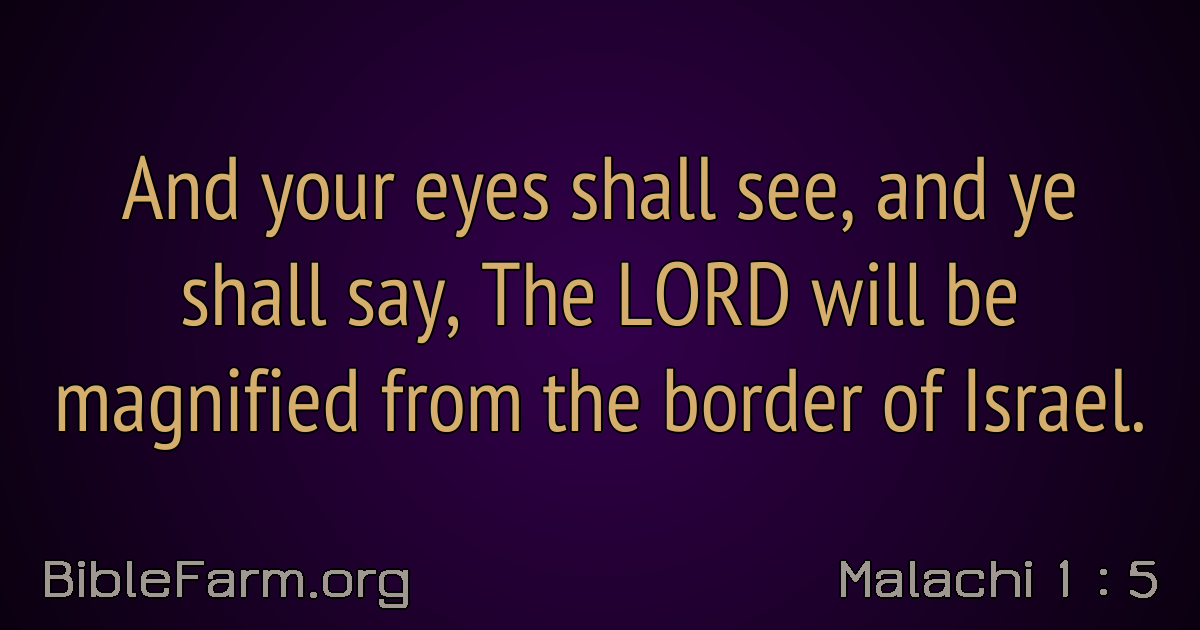 And your eyes shall see, and ye
shall say, The LORD will be
magnified from the border of Israel.
BibleFarm.org
Malachi 1 : 5